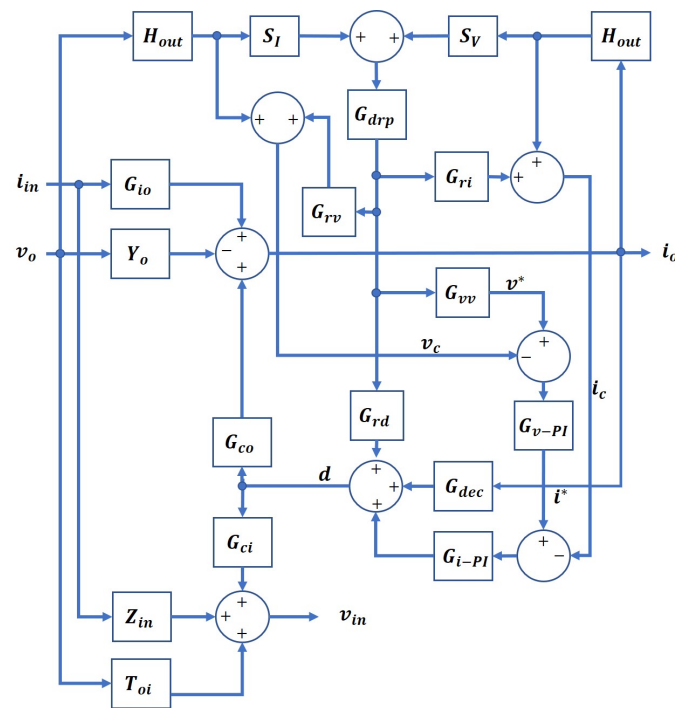 H_out S_I + + S_V H_out
G_drp
+ + +
i_in G_io G_ri +
G_rv
+
v_o Y_o − i_o
+
G_vv v*
+
v_c −
G_rd i_c
G_co G_v−PI
+
d + G_dec
+ i*
G_ci + −
G_i−PI
+
Z_in + v_in
+
T_oi